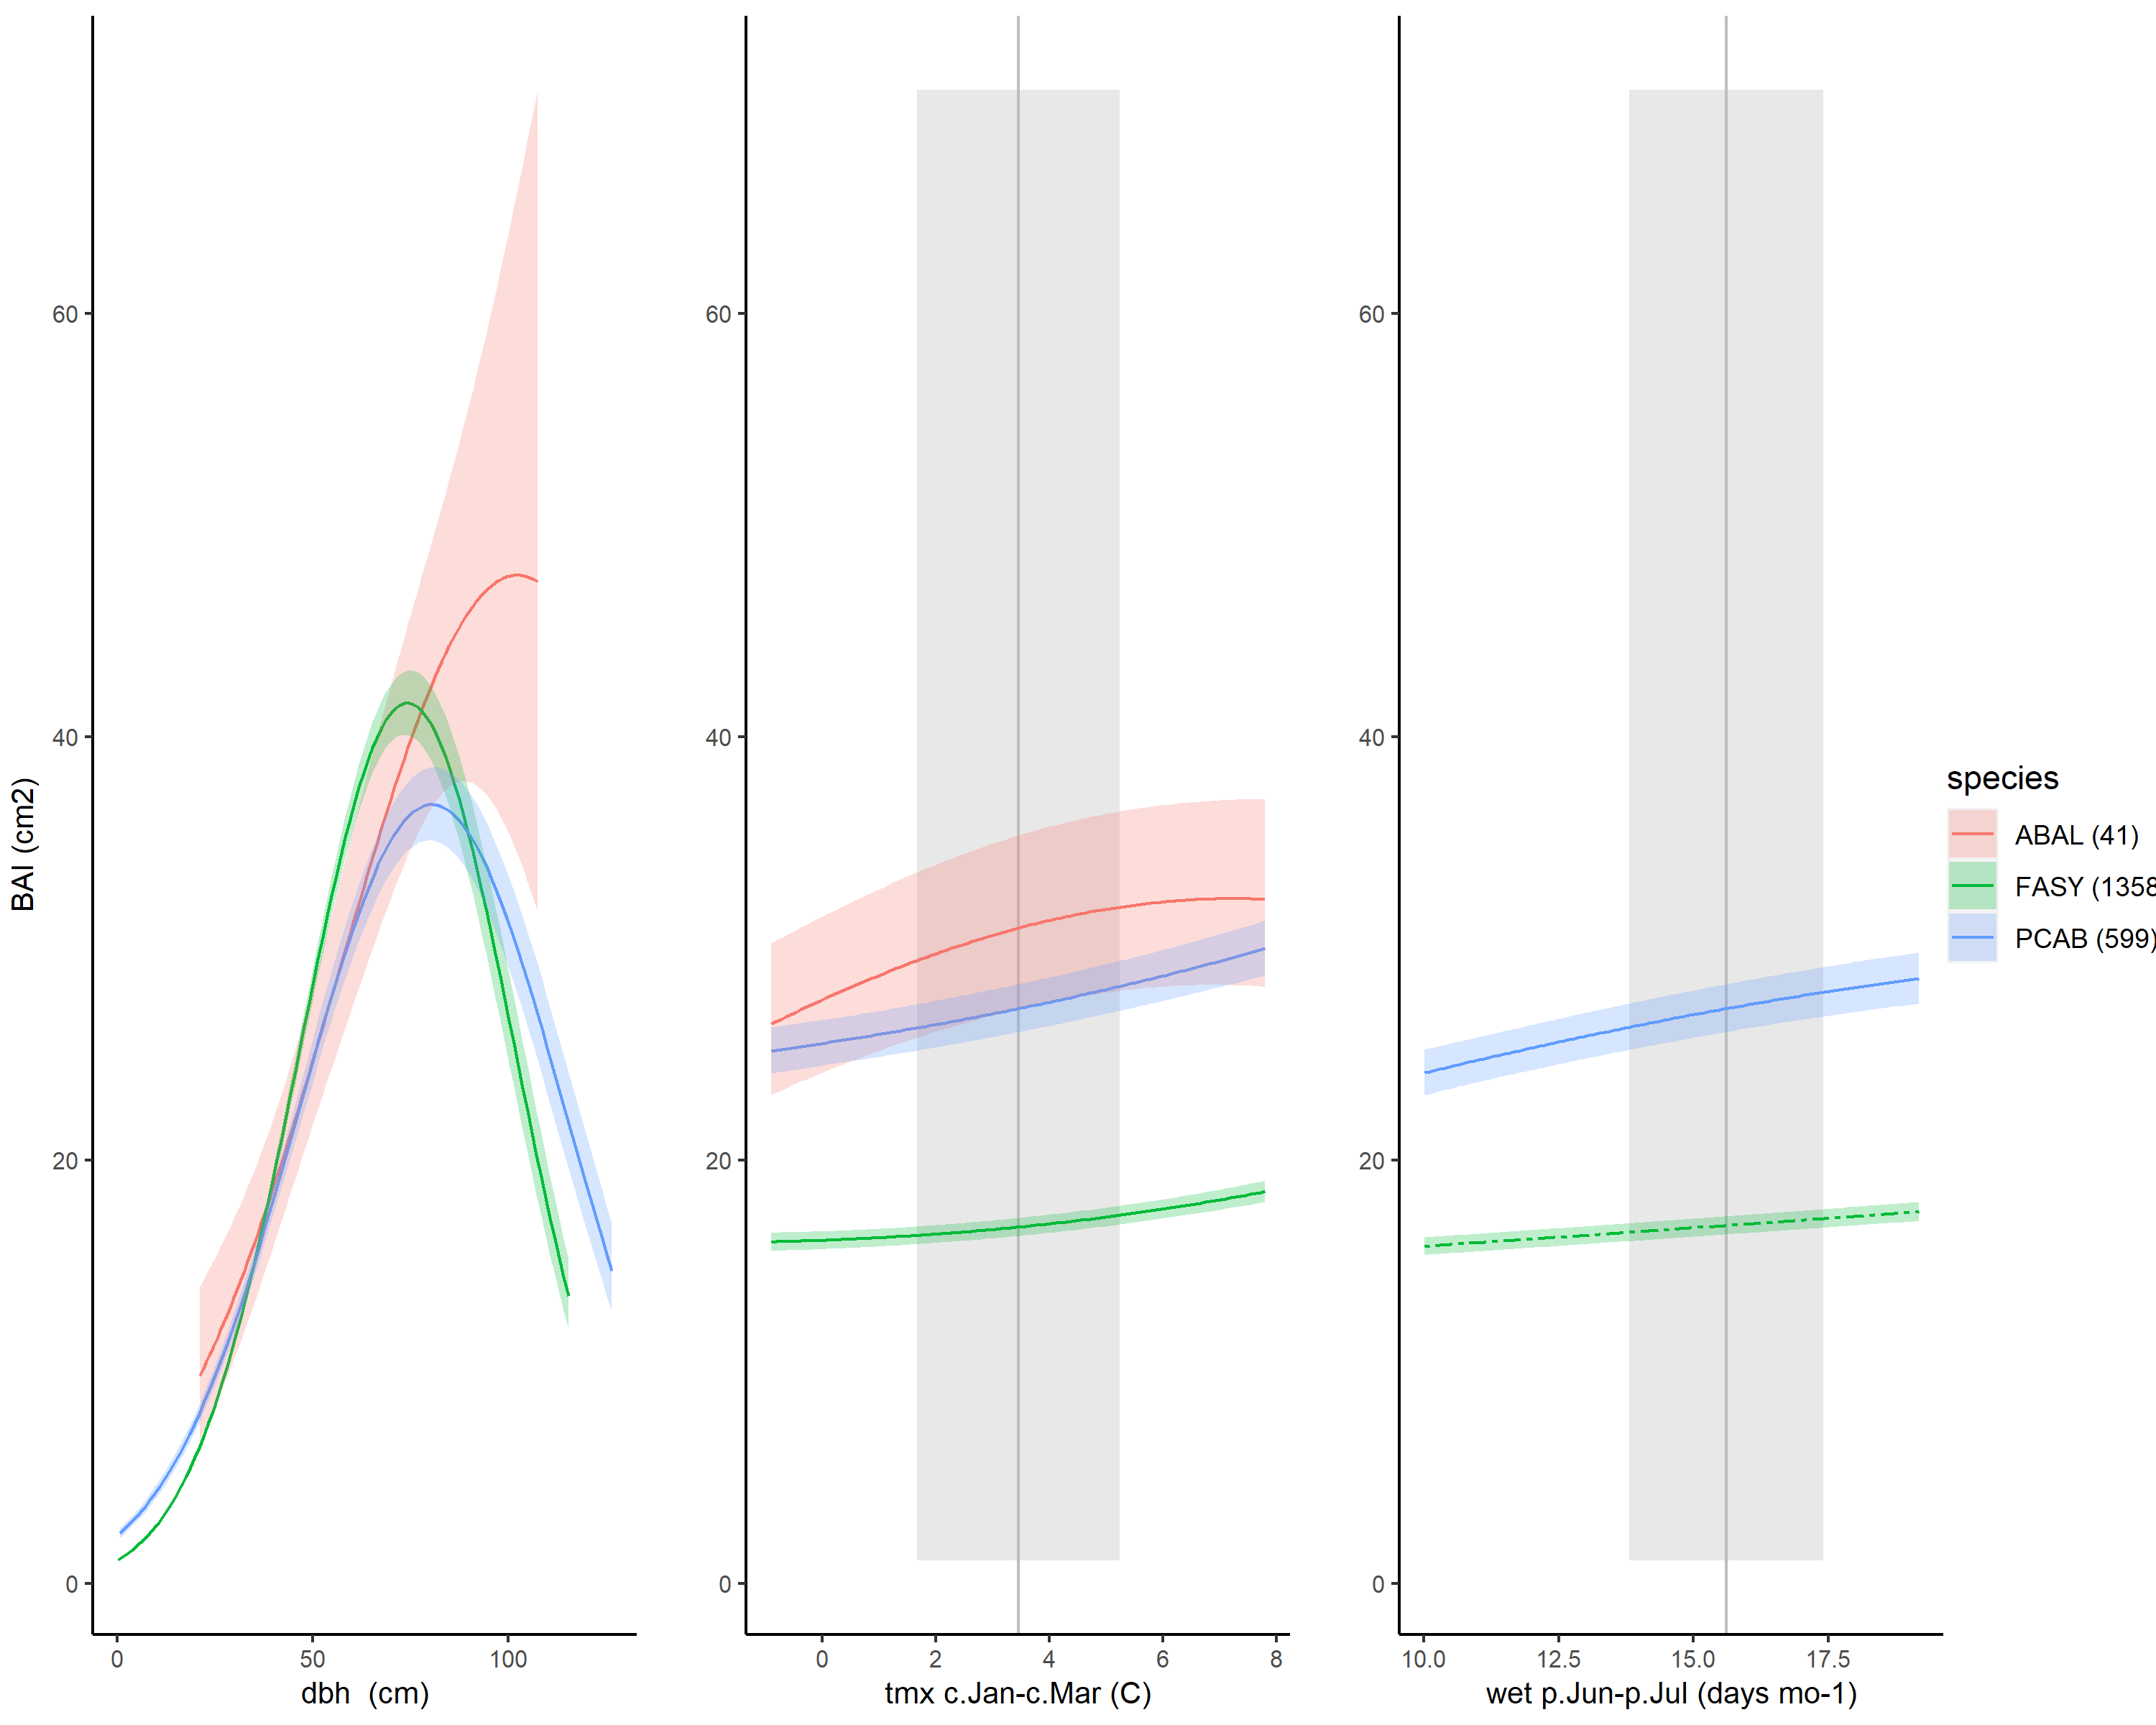 BAI (cm2)
60
40
20
0
0 50 100
dbh  (cm)
60
40
20
0
0 2 4 6 8
tmx c.Jan-c.Mar (C)
60
40
20
0
10.0 12.5 15.0 17.5
wet p.Jun-p.Jul (days mo-1)
species
ABAL (41)
FASY (1358
PCAB (599)